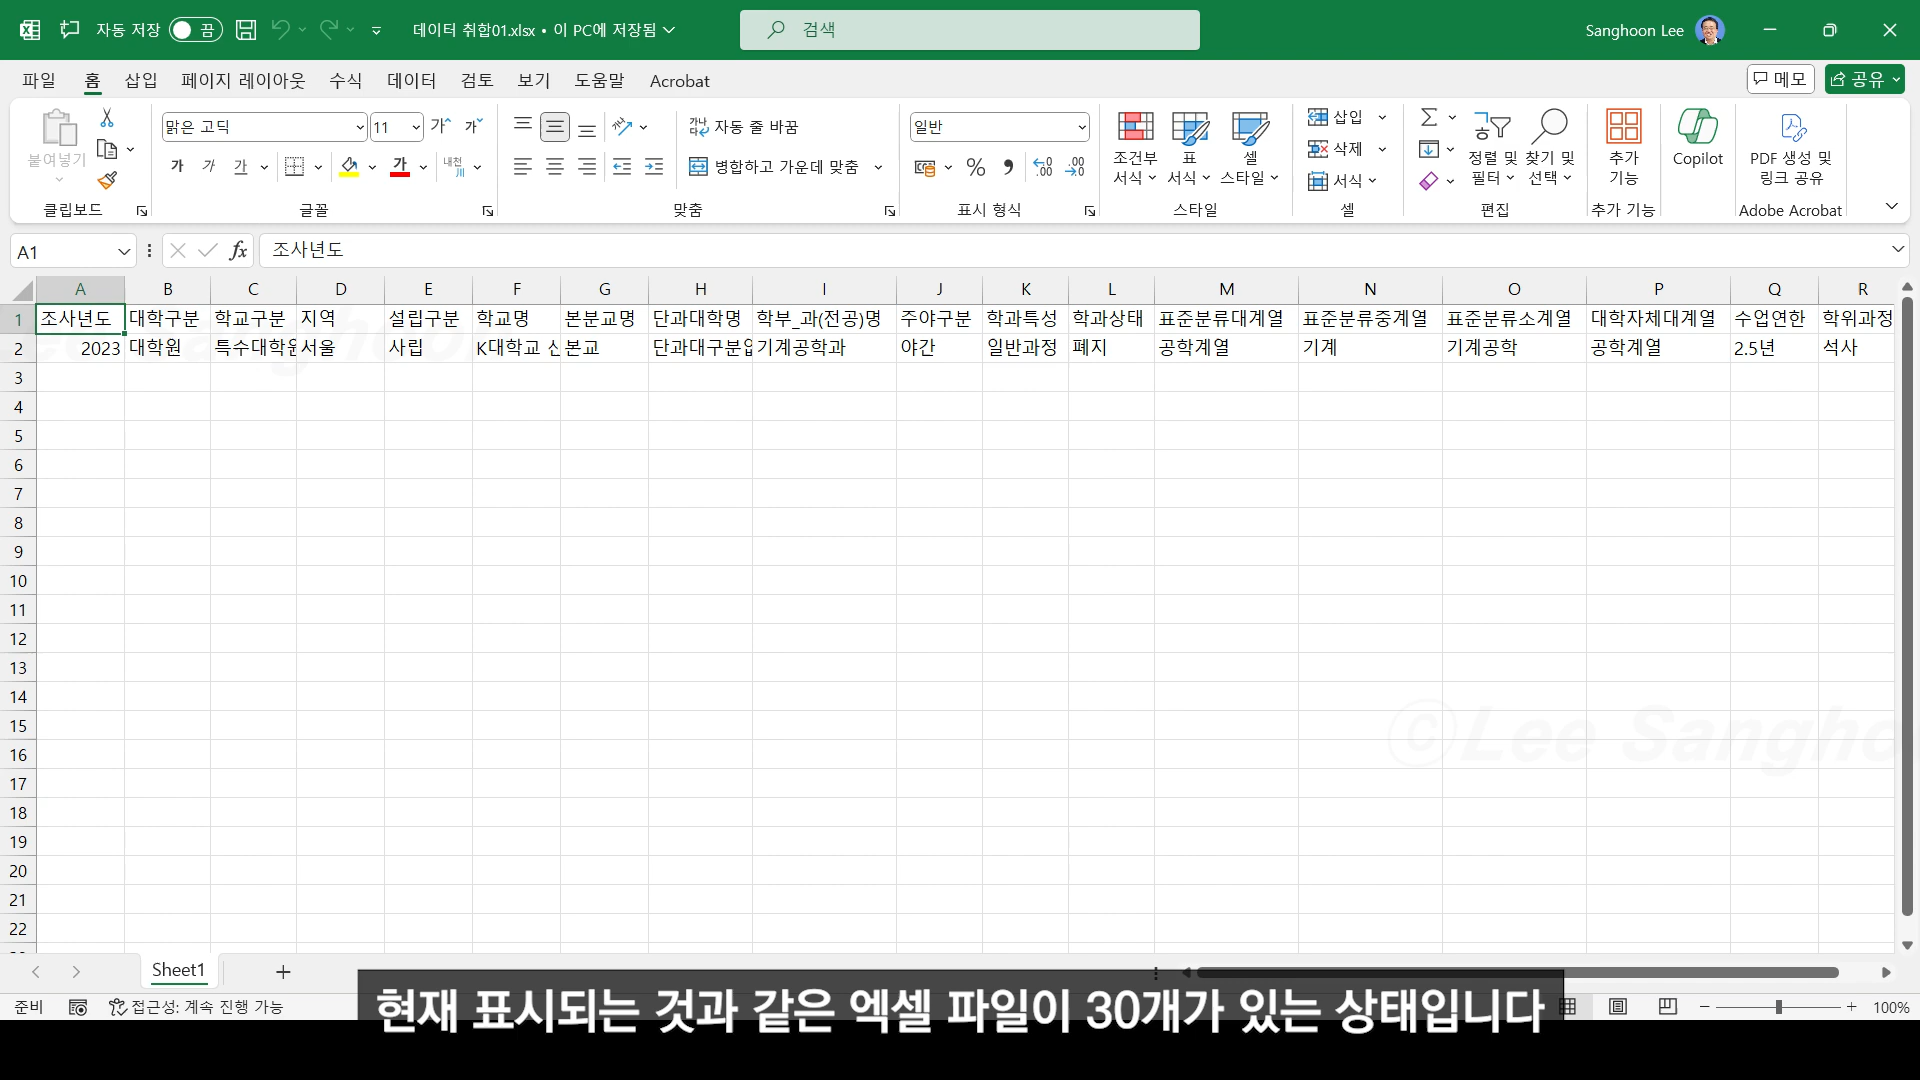 자동 저장 끔 데이터 취합01.xlsx • 이 PC에 저장됨 검색 Sanghoon Lee
파일 홈 삽입 페이지 레이아웃 수식 데이터 검토 보기 도움말 Acrobat 메모 공유
붙여넣기 맑은 고딕 11 가 가 자동 줄 바꿈 일반 조건부 서식 표 서식 셀 스타일 삽입 삭제 서식 정렬 및 필터 찾기 및 선택 추가 기능 Copilot PDF 생성 및 링크 공유
가 가 가 가 내천 병합하고 가운데 맞춤 % 
클립보드 글꼴 맞춤 표시 형식 스타일 셀 편집 추가 기능 Adobe Acrobat
A1 fx 조사년도
A B C D E F G H I J K L M N O P Q R
1 조사년도 대학구분 학교구분 지역 설립구분 학교명 본분교명 단과대학명 학부_과(전공)명 주야구분 학과특성 학과상태 표준분류대계열 표준분류중계열 표준분류소계열 대학자체대계열 수업연한 학위과정
2 2023 대학원 특수대학원 서울 사립 K대학교 본교 기계공학과 야간 일반과정 폐지 공학계열 기계 기계공학 공학계열 2.5년 석사
3
4
5
6
7
8
9
10
11
12
13
14
15
16
17
18
19
20
21
22
©Lee Sangho
Sheet1
준비 접근성: 계속 진행 가능 100%
현재 표시되는 것과 같은 엑셀 파일이 30개가 있는 상태입니다